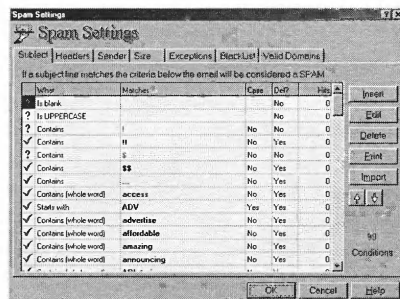 Spam Settings
Spam Settings
Subject Headers Sender Size Exceptions Black List Valid Domains
If a subject line matches the criteria below the email will be considered a SPAM
What Matches Case Del? Hits
Is blank No 0
? Is UPPERCASE No 0
? Contains ! No No 0
✓ Contains !! No Yes 0
? Contains $ No No 0
✓ Contains $$ No Yes 0
✓ Contains No Yes 0
✓ Contains (whole word) access No Yes 0
✓ Starts with ADV Yes Yes 0
✓ Contains (whole word) advertise No Yes 0
✓ Contains (whole word) affordable No Yes 0
✓ Contains (whole word) amazing No Yes 0
✓ Contains (whole word) announcing No Yes 0
Insert
Edit
Delete
Print
Import
Conditions
OK Cancel Help